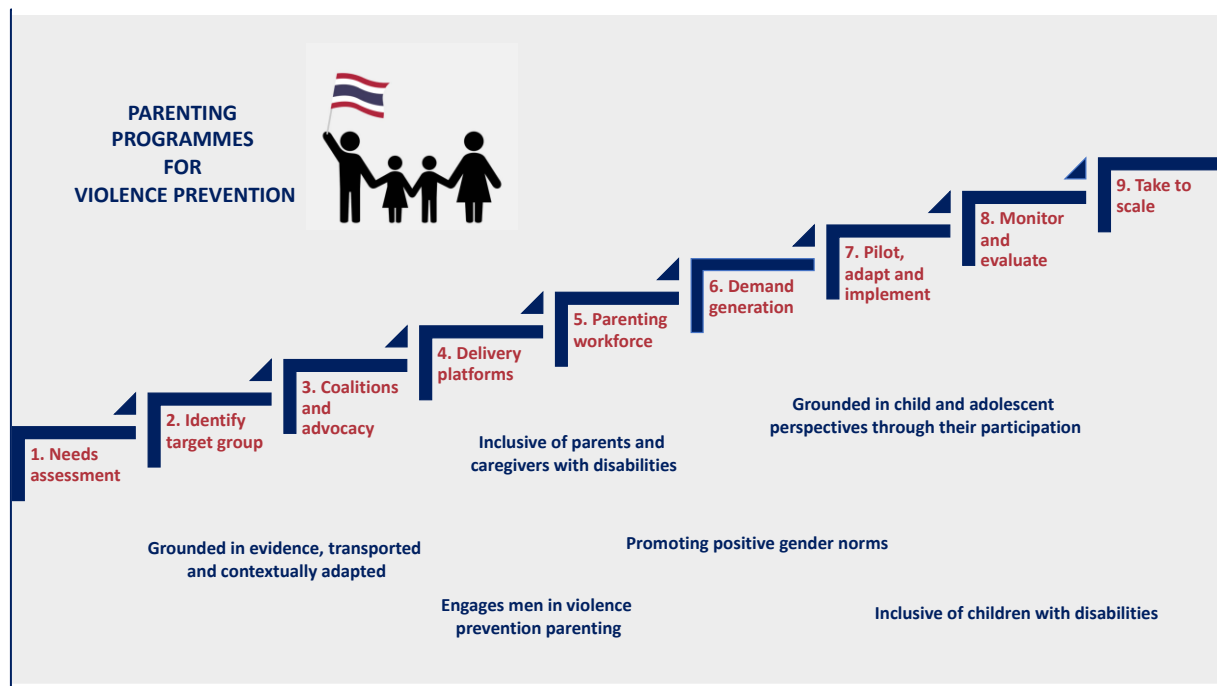 PARENTING
PROGRAMMES
FOR
VIOLENCE PREVENTION
1. Needs
assessment
2. Identify
target group
3. Coalitions
and
advocacy
4. Delivery
platforms
5. Parenting
workforce
6. Demand
generation
7. Pilot,
adapt and
implement
8. Monitor
and
evaluate
9. Take to
scale
Grounded in child and adolescent
perspectives through their participation
Inclusive of parents and
caregivers with disabilities
Grounded in evidence, transported
and contextually adapted
Promoting positive gender norms
Engages men in violence
prevention parenting
Inclusive of children with disabilities